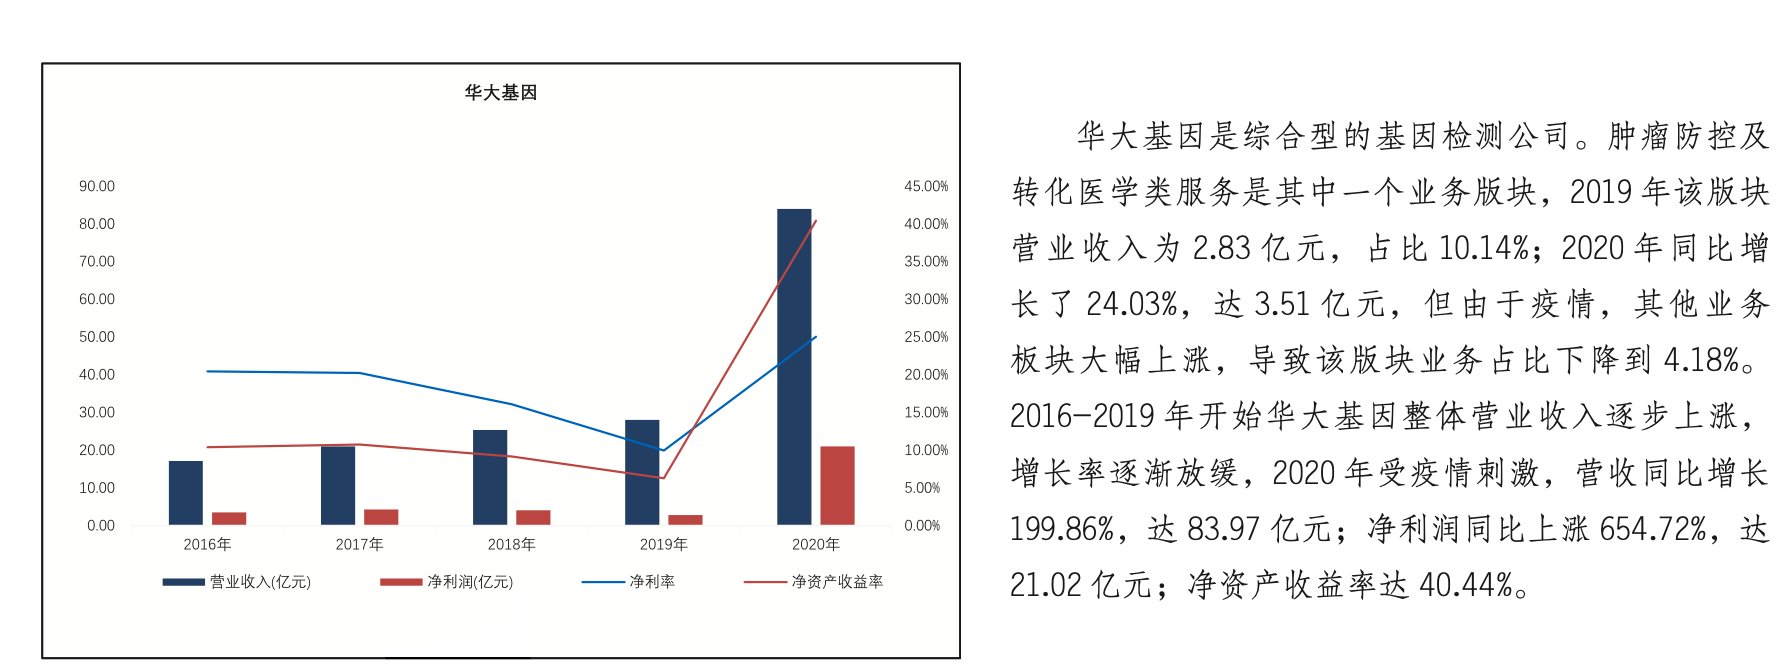 华大基因
90.00
80.00
70.00
60.00
50.00
40.00
30.00
20.00
10.00
0.00
45.00%
40.00%
35.00%
30.00%
25.00%
20.00%
15.00%
10.00%
5.00%
0.00%
2016年 2017年 2018年 2019年 2020年
营业收入(亿元) 净利润(亿元) 净利率 净资产收益率
华大基因是综合型的基因检测公司。肿瘤防控及
转化医学类服务是其中一个业务版块，2019 年该版块
营业收入为 2.83 亿元，占比 10.14%；2020 年同比增
长了 24.03%，达 3.51 亿元，但由于疫情，其他业务
板块大幅上涨，导致该版块业务占比下降到 4.18%。
2016-2019 年开始华大基因整体营业收入逐步上涨，
增长率逐渐放缓，2020 年受疫情刺激，营收同比增长
199.86%，达 83.97 亿元；净利润同比上涨 654.72%，达
21.02 亿元；净资产收益率达 40.44%。